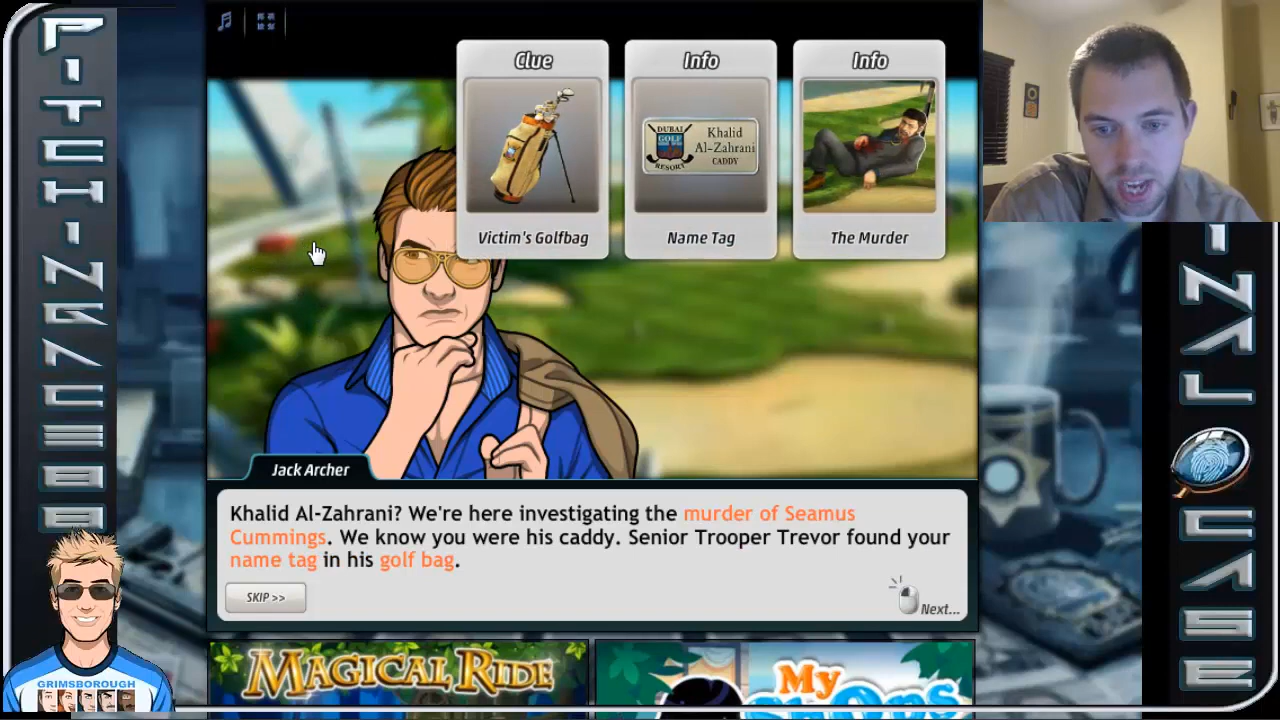 Clue
Info
Info
DUBAI
GOLF
RESORT
Khalid
Al-Zahrani
CADDY
Victim's Golfbag
Name Tag
The Murder
Jack Archer
Khalid Al-Zahrani? We're here investigating the murder of Seamus
Cummings. We know you were his caddy. Senior Trooper Trevor found your
name tag in his golf bag.
SKIP >>
Next...
MAGICAL RIDE
My
GRIMSBOROUGH